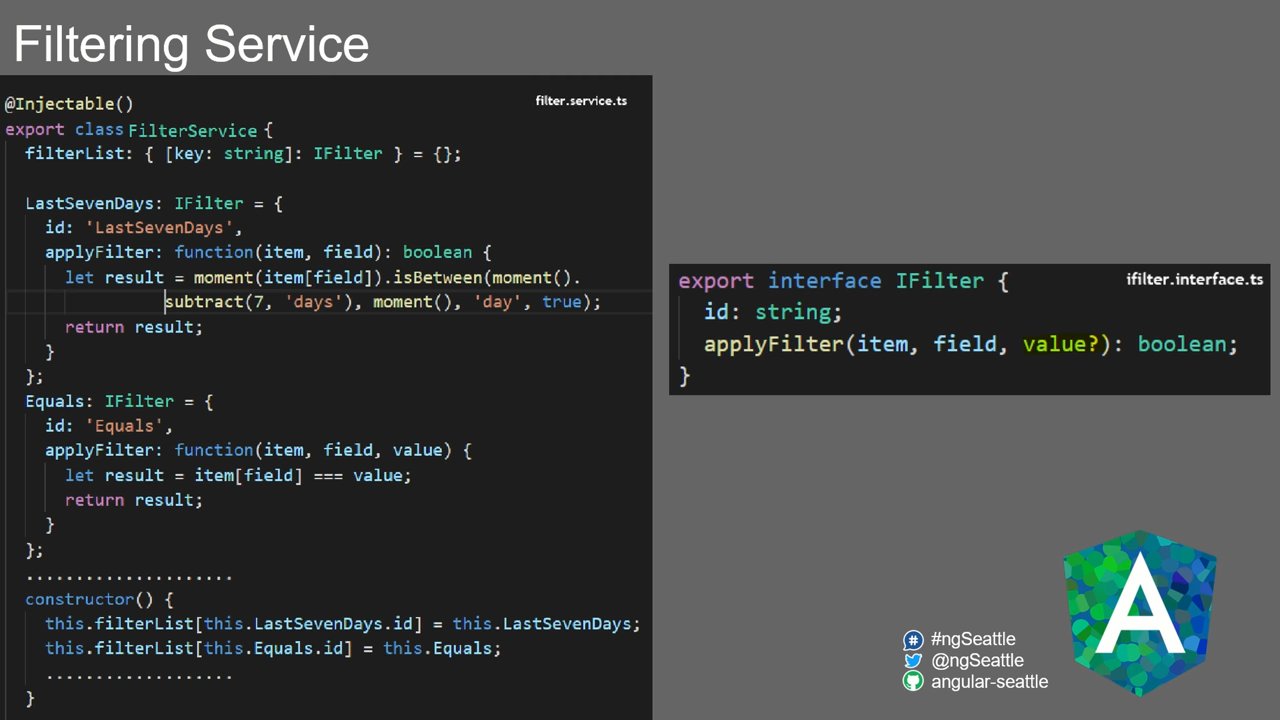 Filtering Service
filter.service.ts
@Injectable()
export class FilterService {
filterList: { [key: string]: IFilter } = {};
LastSevenDays: IFilter = {
id: 'LastSevenDays',
applyFilter: function(item, field): boolean {
let result = moment(item[field]).isBetween(moment().
subtract(7, 'days'), moment(), 'day', true);
return result;
}
};
Equals: IFilter = {
id: 'Equals',
applyFilter: function(item, field, value) {
let result = item[field] === value;
return result;
}
};
.....................
constructor() {
this.filterList[this.LastSevenDays.id] = this.LastSevenDays;
this.filterList[this.Equals.id] = this.Equals;
...................
}
ifilter.interface.ts
export interface IFilter {
id: string;
applyFilter(item, field, value?): boolean;
}
#ngSeattle
@ngSeattle
angular-seattle
A